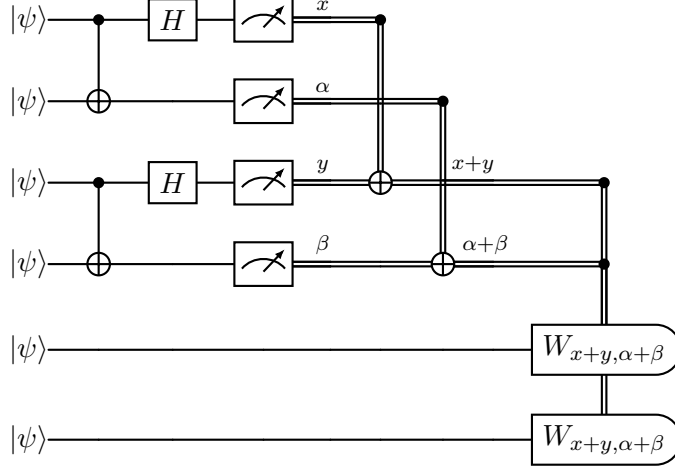 |ψ⟩ H x
|ψ⟩ α
|ψ⟩ H y x+y
|ψ⟩ β α+β
|ψ⟩ W_{x+y,α+β}
|ψ⟩ W_{x+y,α+β}